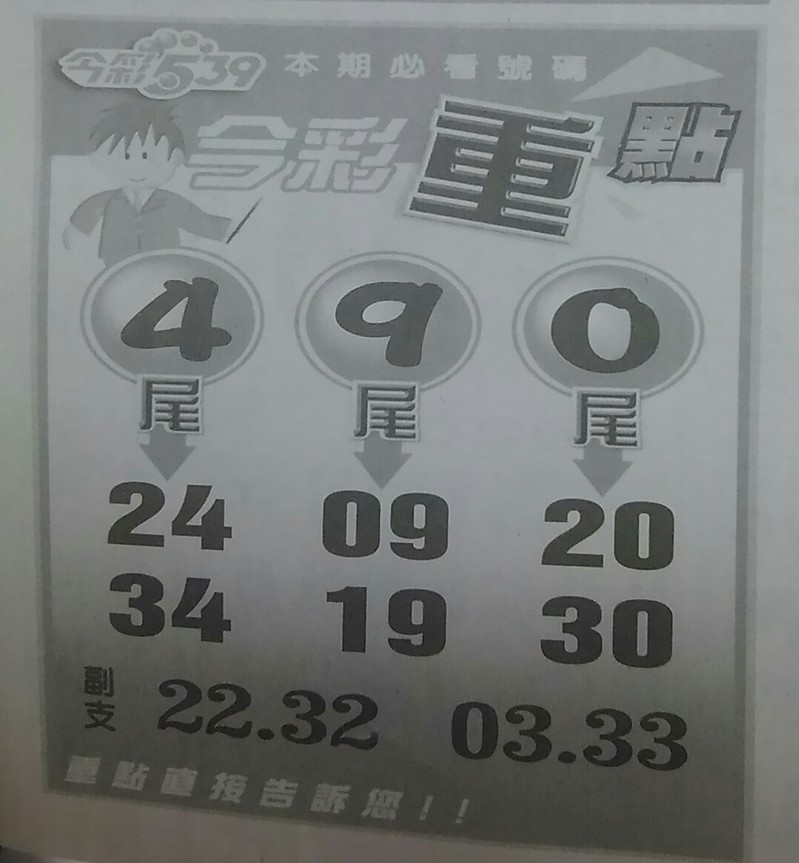 今彩539 本期必看號碼
今彩重點
4 9 0
尾 尾 尾
24 09 20
34 19 30
副支 22.32 03.33
重點直接告訴您!!